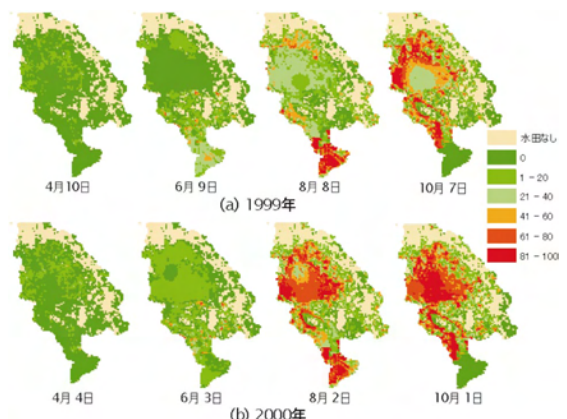 4月10日
6月 9日
8月 8日
10月 7日
(a) 1999年
水田なし
0
1 - 20
21 - 40
41 - 60
61 - 80
81 - 100
4月 4日
6月 3日
8月 2日
10月 1日
(b) 2000年